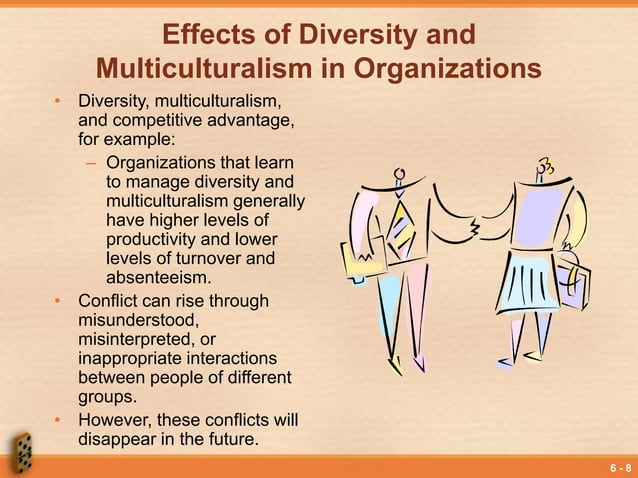 Effects of Diversity and
Multiculturalism in Organizations
• Diversity, multiculturalism,
and competitive advantage,
for example:
– Organizations that learn
to manage diversity and
multiculturalism generally
have higher levels of
productivity and lower
levels of turnover and
absenteeism.
• Conflict can rise through
misunderstood,
misinterpreted, or
inappropriate interactions
between people of different
groups.
• However, these conflicts will
disappear in the future.
6 - 8